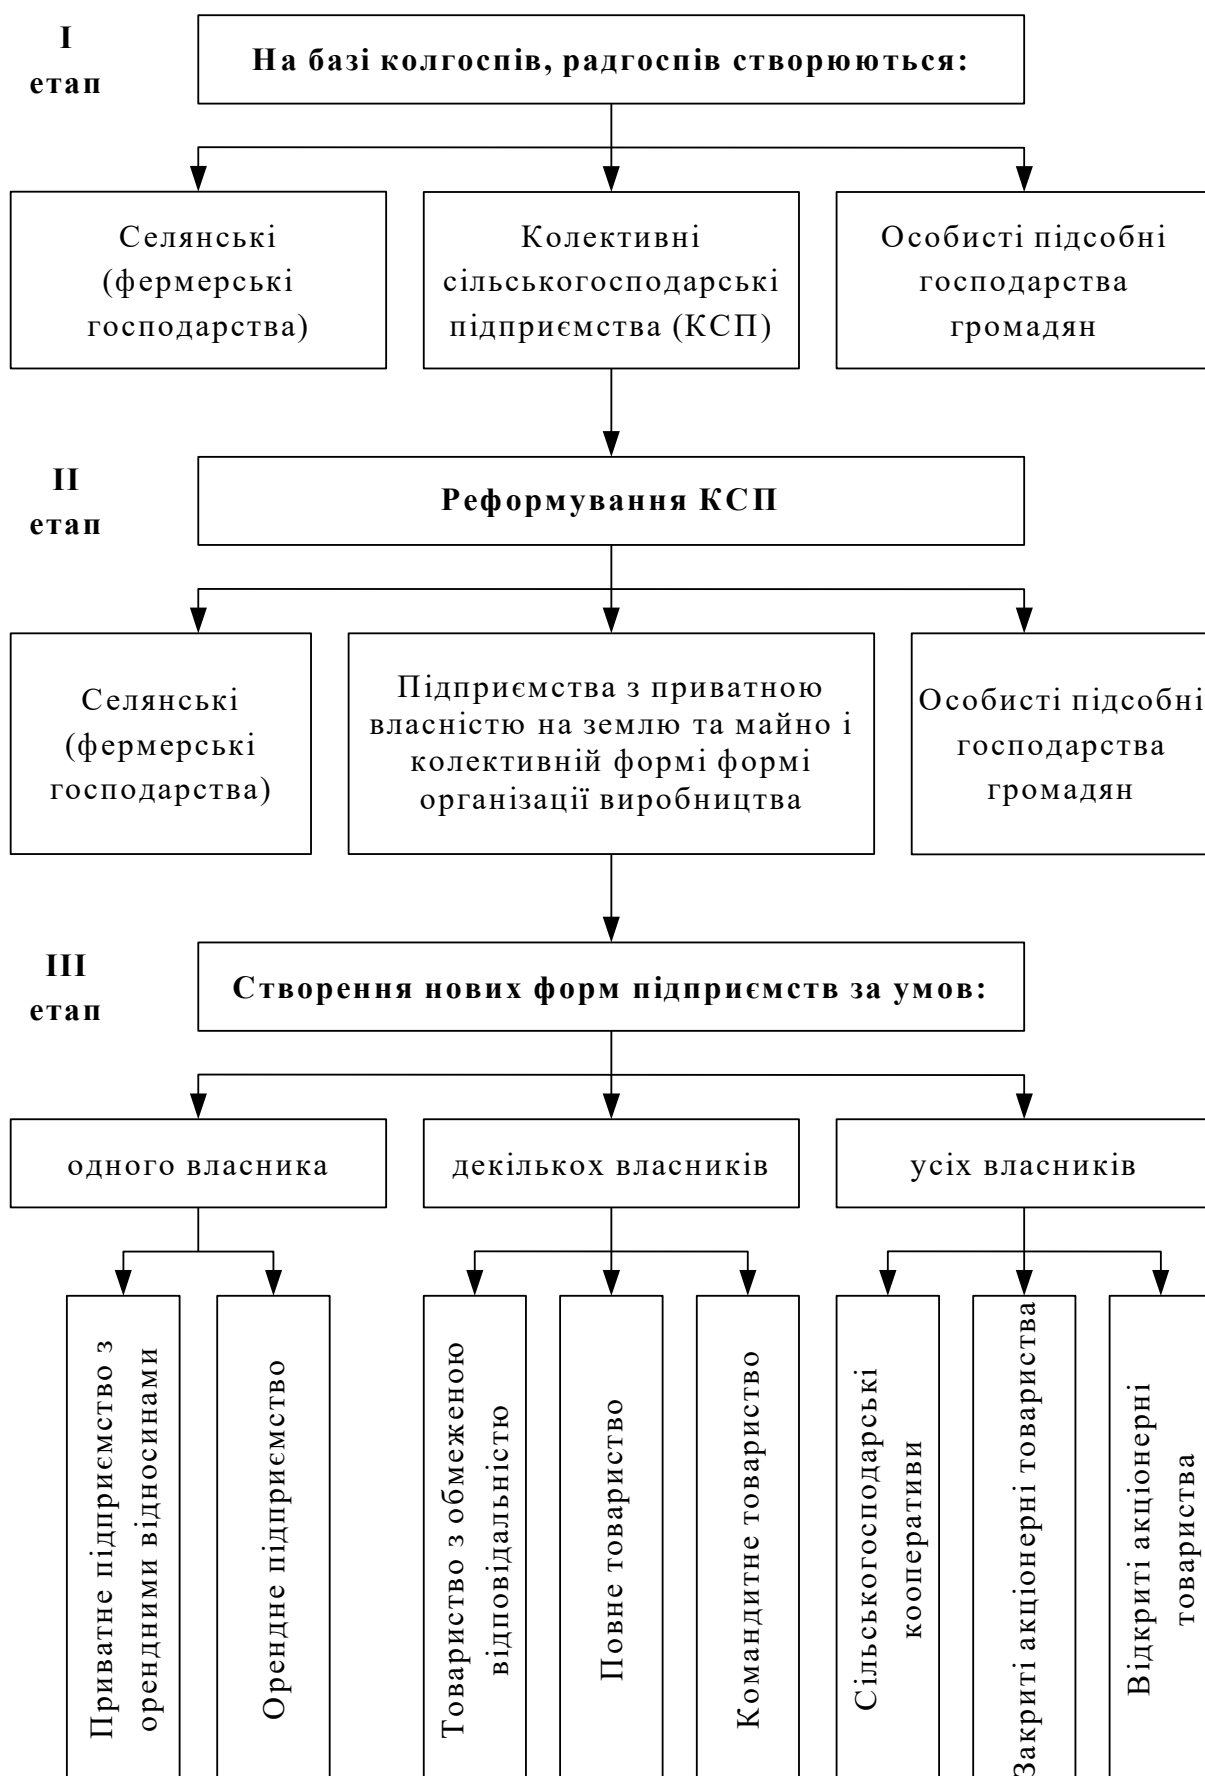 I
етап
На базі колгоспів, радгоспів створюються:
Селянські
(фермерські
господарства)
Колективні
сільськогосподарські
підприємства (КСП)
Особисті підсобні
господарства
громадян
II
етап
Реформування КСП
Селянські
(фермерські
господарства)
Підприємства з приватною
власністю на землю та майно і
колективній формі формі
організації виробництва
Особисті підсобні
господарства
громадян
III
етап
Створення нових форм підприємств за умов:
одного власника
декількох власників
усіх власників
Приватне підприємство з
орендними відносинами
Орендне підприємство
Товариство з обмеженою
відповідальністю
Повне товариство
Командитне товариство
Сільськогосподарські
кооперативи
Закриті акціонерні товариства
Відкриті акціонерні
товариства